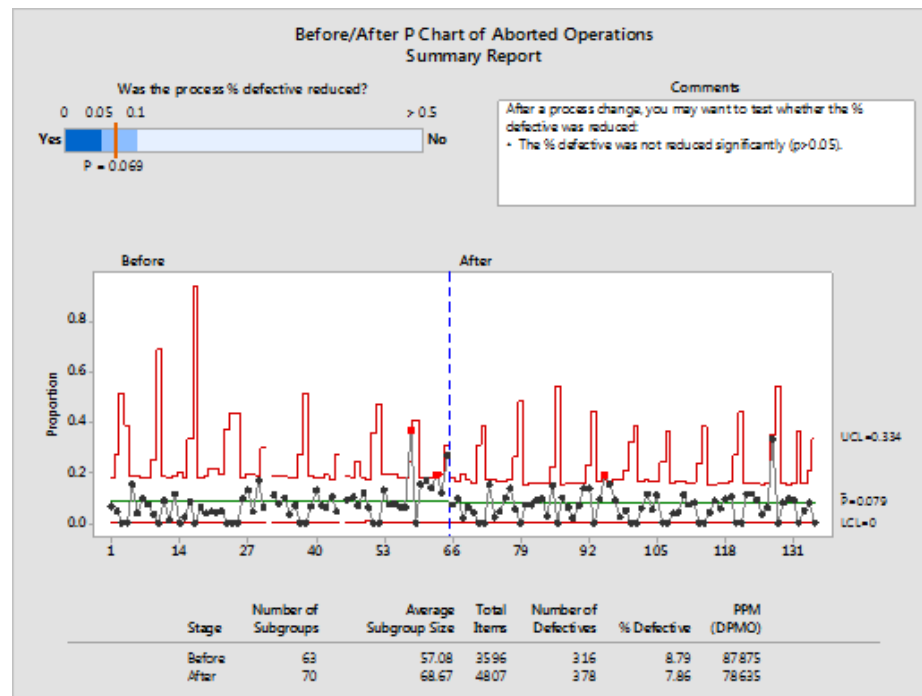 Before/After P Chart of Aborted Operations
Summary Report
Was the process % defective reduced?
0 0.05 0.1 > 0.5
Yes No
P = 0.069
Comments
After a process change, you may want to test whether the %
defective was reduced:
• The % defective was not reduced significantly (p>0.05).
Before After
Proportion
0.8
0.6
0.4
0.2
0.0
UCL=0.334
P̄=0.079
LCL=0
1 14 27 40 53 66 79 92 105 118 131
Number of Average Total Number of PPM
Stage Subgroups Subgroup Size Items Defectives % Defective (DPMO)
Before 63 57.08 3596 316 8.79 87875
After 70 68.67 4807 378 7.86 78635